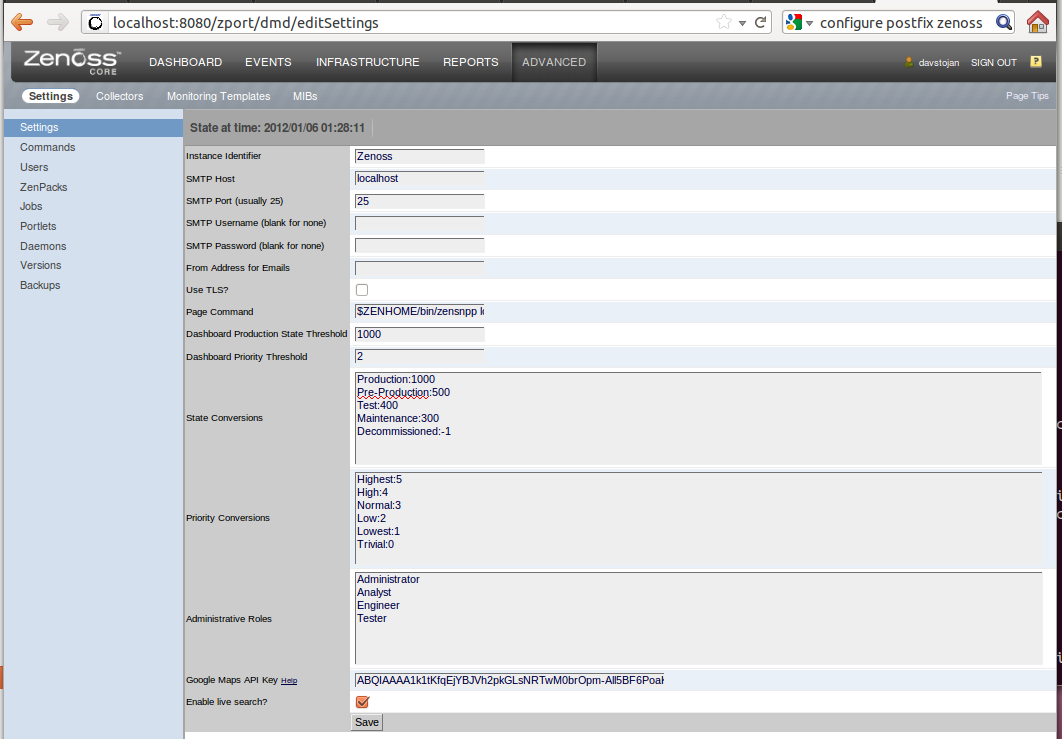 localhost:8080/zport/dmd/editSettings
configure postfix zenoss
Zenoss™
CORE
DASHBOARD EVENTS INFRASTRUCTURE REPORTS ADVANCED
davstojan SIGN OUT ?
Settings Collectors Monitoring Templates MIBs Page Tips
Settings
Commands
Users
ZenPacks
Jobs
Portlets
Daemons
Versions
Backups
State at time: 2012/01/06 01:28:11
Instance Identifier Zenoss
SMTP Host localhost
SMTP Port (usually 25) 25
SMTP Username (blank for none)
SMTP Password (blank for none)
From Address for Emails
Use TLS?
Page Command $ZENHOME/bin/zensnpp
Dashboard Production State Threshold 1000
Dashboard Priority Threshold 2
State Conversions
Production:1000
Pre-Production:500
Test:400
Maintenance:300
Decommissioned:-1
Priority Conversions
Highest:5
High:4
Normal:3
Low:2
Lowest:1
Trivial:0
Administrative Roles
Administrator
Analyst
Engineer
Tester
Google Maps API Key Help
Enable live search?
Save